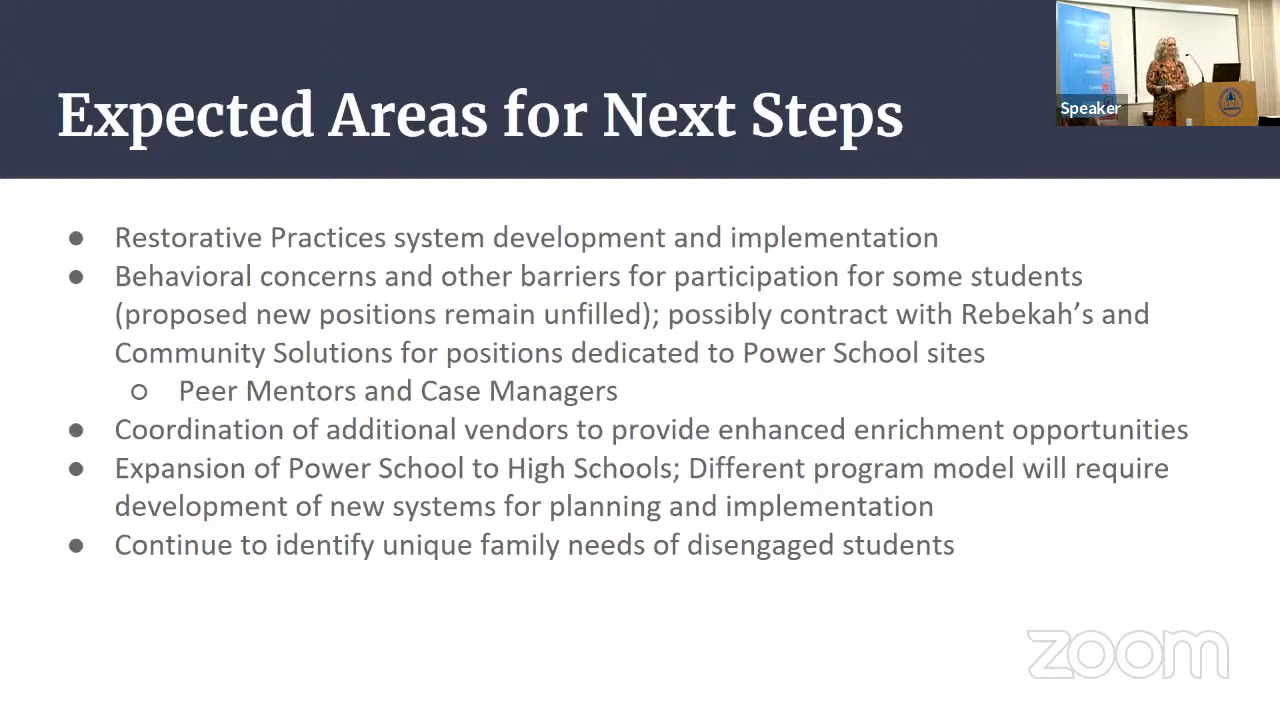 Expected Areas for Next Steps
Speaker
● Restorative Practices system development and implementation
● Behavioral concerns and other barriers for participation for some students
(proposed new positions remain unfilled); possibly contract with Rebekah’s and
Community Solutions for positions dedicated to Power School sites
○ Peer Mentors and Case Managers
● Coordination of additional vendors to provide enhanced enrichment opportunities
● Expansion of Power School to High Schools; Different program model will require
development of new systems for planning and implementation
● Continue to identify unique family needs of disengaged students
zoom